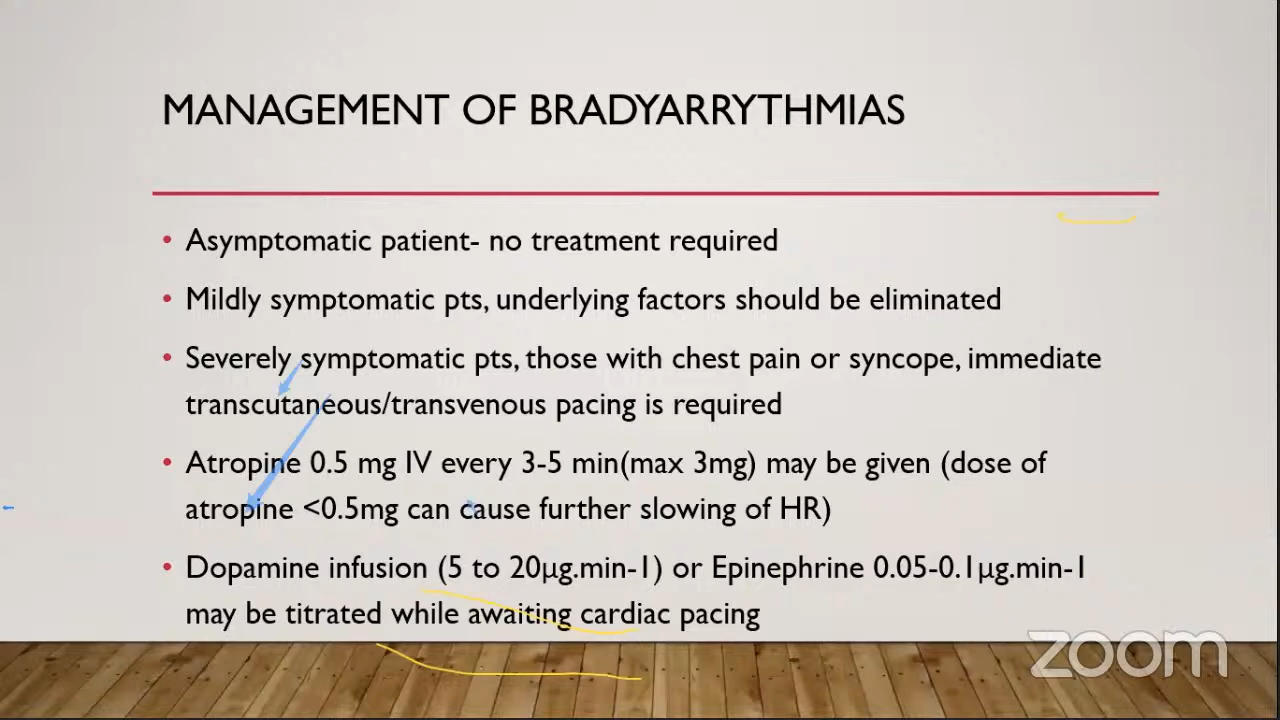 MANAGEMENT OF BRADYARRYTHMIAS
• Asymptomatic patient- no treatment required
• Mildly symptomatic pts, underlying factors should be eliminated
• Severely symptomatic pts, those with chest pain or syncope, immediate
transcutaneous/transvenous pacing is required
• Atropine 0.5 mg IV every 3-5 min(max 3mg) may be given (dose of
atropine <0.5mg can cause further slowing of HR)
• Dopamine infusion (5 to 20µg.min-1) or Epinephrine 0.05-0.1µg.min-1
may be titrated while awaiting cardiac pacing
zoom